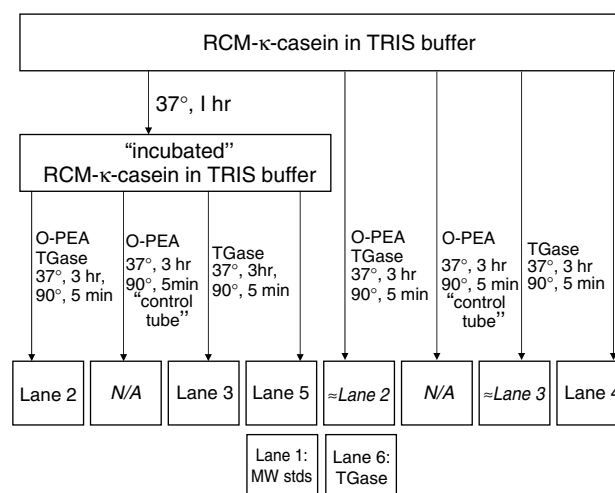 RCM-κ-casein in TRIS buffer
37°, I hr
“incubated”
RCM-κ-casein in TRIS buffer
O-PEA
TGase
37°, 3 hr,
90°, 5 min
O-PEA
37°, 3 hr
90°, 5min
“control
tube”
TGase
37°, 3hr,
90°, 5 min
O-PEA
TGase
37°, 3 hr
90°, 5 min
O-PEA
37°, 3 hr
90°, 5 min
“control
tube”
TGase
37°, 3 hr
90°, 5 min
Lane 2
N/A
Lane 3
Lane 5
≈Lane 2
N/A
≈Lane 3
Lane 4
Lane 1:
MW stds
Lane 6:
TGase